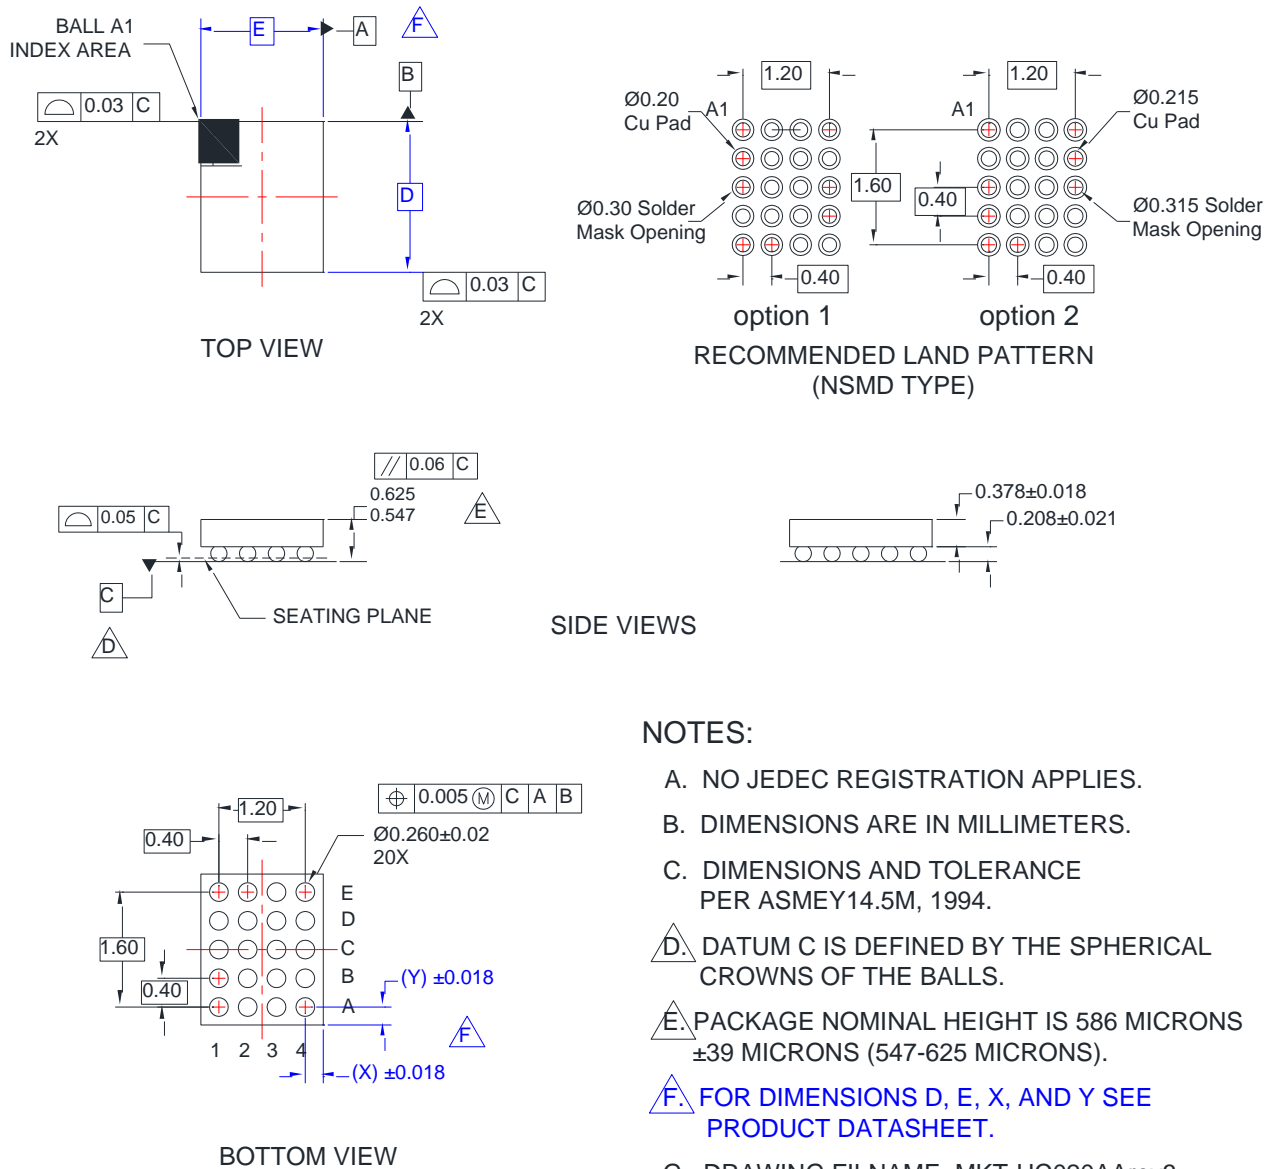 BALL A1
INDEX AREA
E
A
F
B
0.03 C
2X
D
0.03 C
2X
TOP VIEW
1.20
1.20
Ø0.20
Cu Pad
A1
A1
Ø0.215
Cu Pad
1.60
0.40
Ø0.30 Solder
Mask Opening
Ø0.315 Solder
Mask Opening
0.40
0.40
option 1
option 2
RECOMMENDED LAND PATTERN
(NSMD TYPE)
// 0.06 C
0.625
0.547
E
0.05 C
C
D
SEATING PLANE
0.378±0.018
0.208±0.021
SIDE VIEWS
1.20
0.40
0.005 Ⓜ C A B
Ø0.260±0.02
20X
E
D
C
B
A
1.60
0.40
(Y) ±0.018
F
1 2 3 4
(X) ±0.018
BOTTOM VIEW
NOTES:
A. NO JEDEC REGISTRATION APPLIES.
B. DIMENSIONS ARE IN MILLIMETERS.
C. DIMENSIONS AND TOLERANCE
PER ASMEY14.5M, 1994.
D. DATUM C IS DEFINED BY THE SPHERICAL
CROWNS OF THE BALLS.
E. PACKAGE NOMINAL HEIGHT IS 586 MICRONS
±39 MICRONS (547-625 MICRONS).
F. FOR DIMENSIONS D, E, X, AND Y SEE
PRODUCT DATASHEET.
DRAWING FILNAME